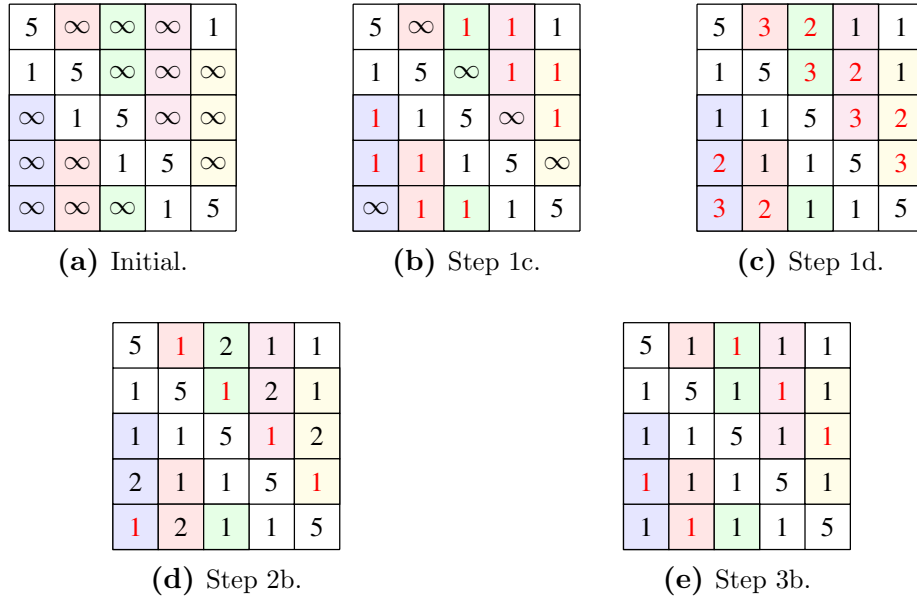 5 ∞ ∞ ∞ 1
1 5 ∞ ∞ ∞
∞ 1 5 ∞ ∞
∞ ∞ 1 5 ∞
∞ ∞ ∞ 1 5
(a) Initial.
5 ∞ 1 1 1
1 5 ∞ 1 1
1 1 5 ∞ 1
1 1 1 5 ∞
∞ 1 1 1 5
(b) Step 1c.
5 3 2 1 1
1 5 3 2 1
1 1 5 3 2
2 1 1 5 3
3 2 1 1 5
(c) Step 1d.
5 1 2 1 1
1 5 1 2 1
1 1 5 1 2
2 1 1 5 1
1 2 1 1 5
(d) Step 2b.
5 1 1 1 1
1 5 1 1 1
1 1 5 1 1
1 1 1 5 1
1 1 1 1 5
(e) Step 3b.